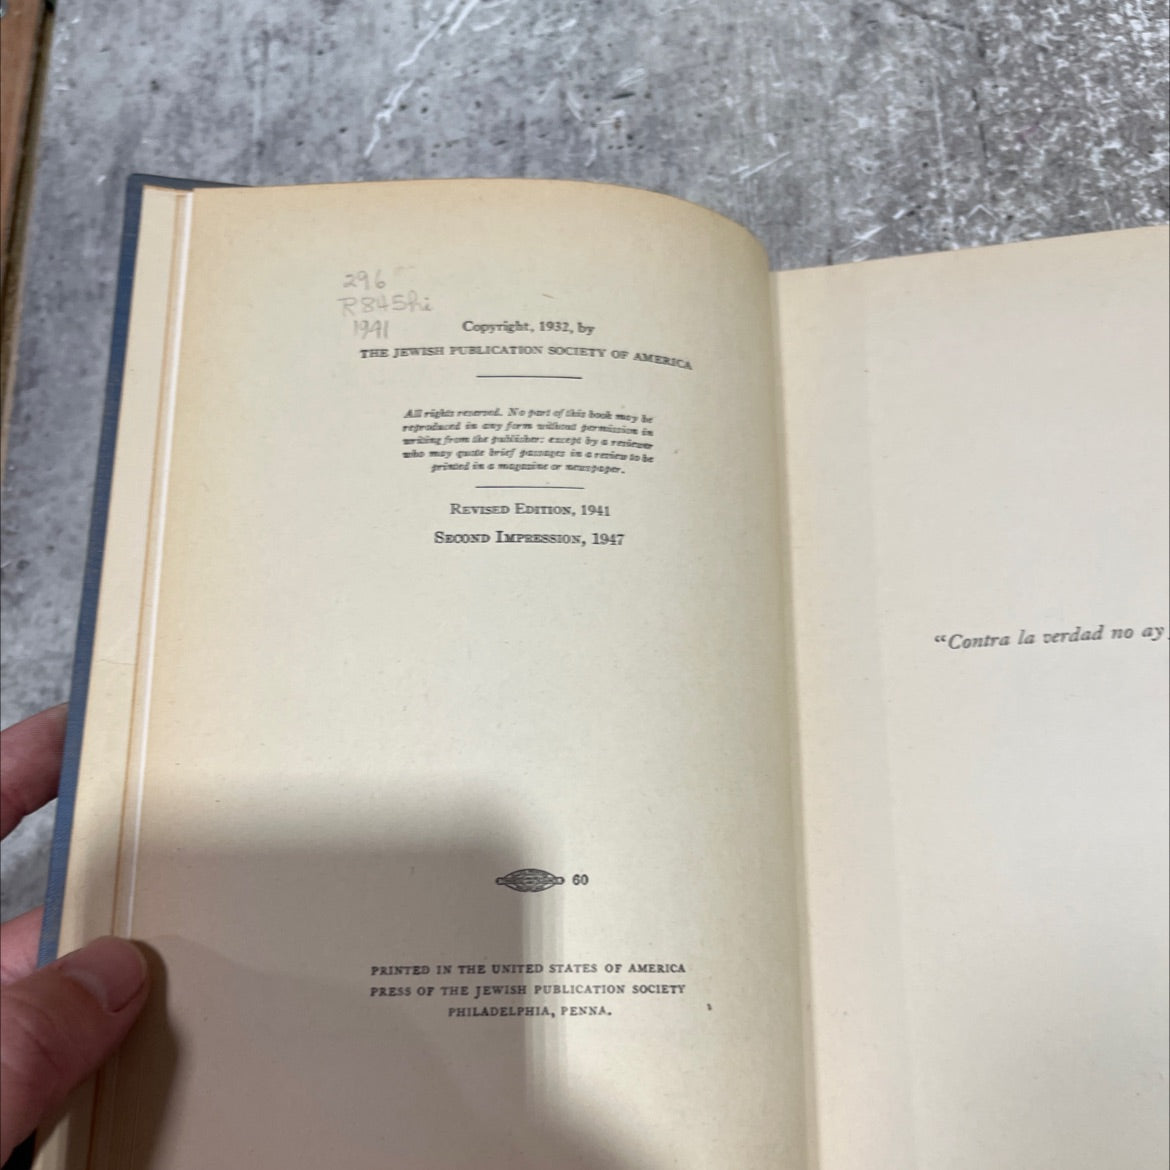 296
R845hi
1941
Copyright, 1932, by
THE JEWISH PUBLICATION SOCIETY OF AMERICA
All rights reserved. No part of this book may be
reproduced in any form without permission in
writing from the publisher: except by a reviewer
who may quote brief passages in a review to be
printed in a magazine or newspaper.
REVISED EDITION, 1941
SECOND IMPRESSION, 1947
60
PRINTED IN THE UNITED STATES OF AMERICA
PRESS OF THE JEWISH PUBLICATION SOCIETY
PHILADELPHIA, PENNA.
“Contra la verdad no ay